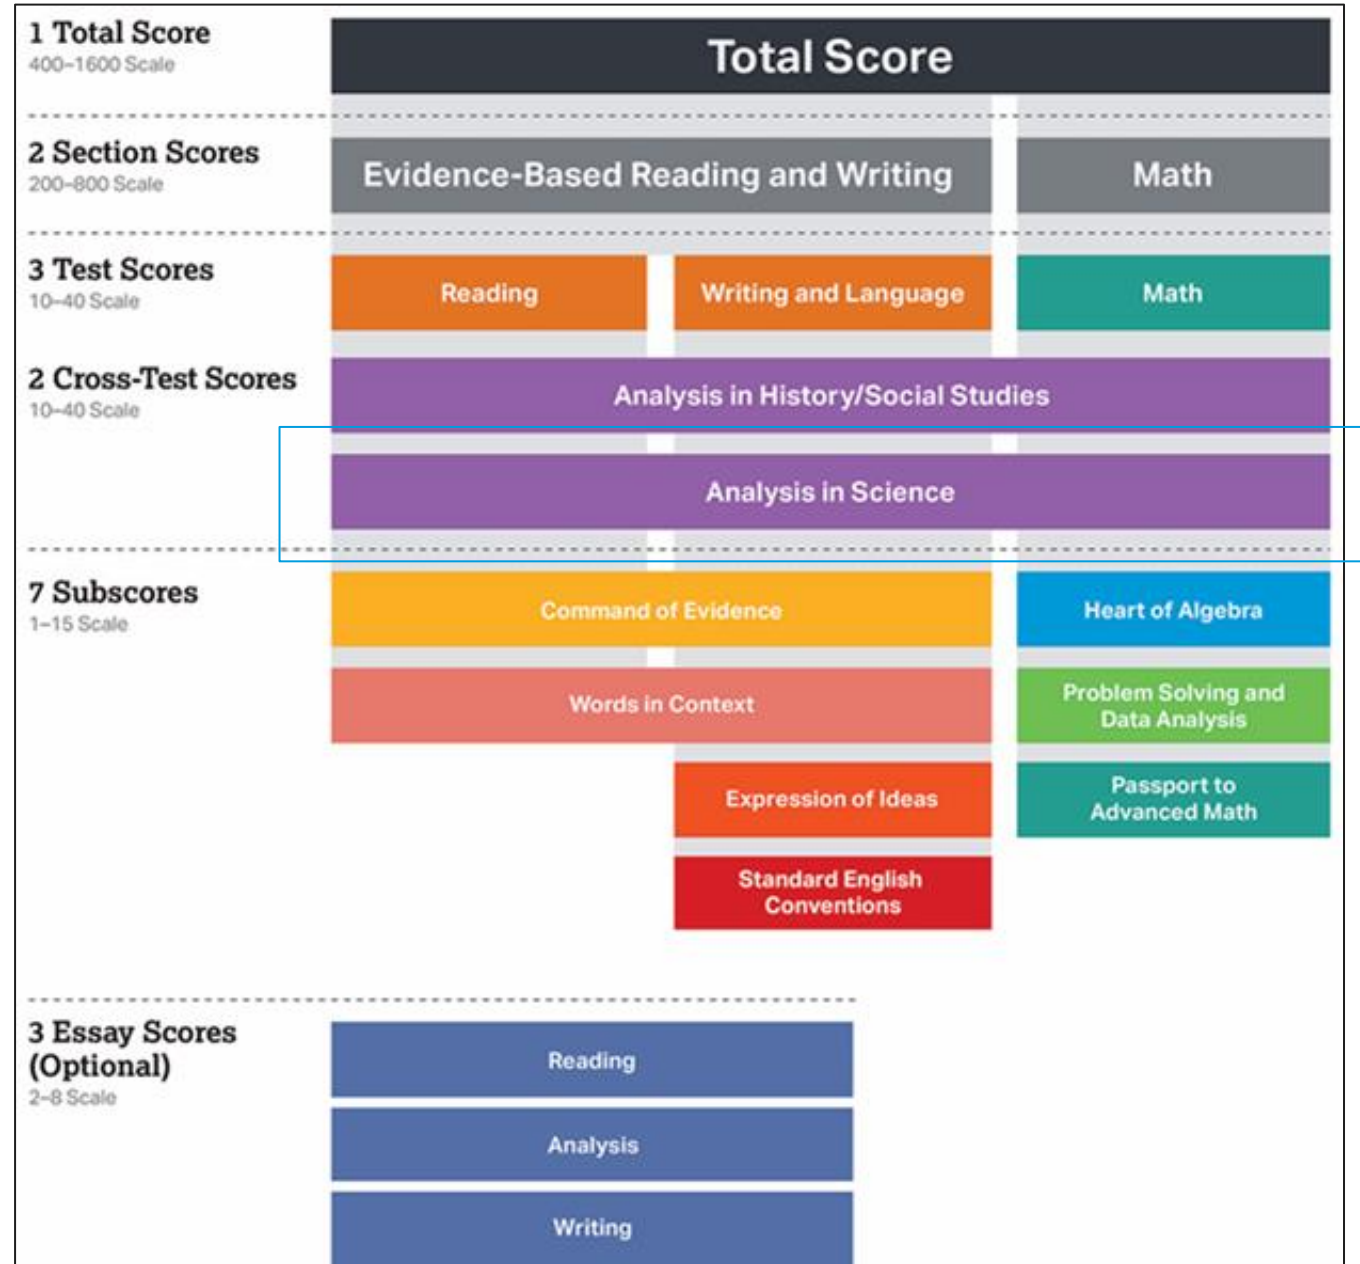 1 Total Score
400–1600 Scale
Total Score
2 Section Scores
200–800 Scale
Evidence-Based Reading and Writing
Math
3 Test Scores
10–40 Scale
Reading
Writing and Language
Math
2 Cross-Test Scores
10–40 Scale
Analysis in History/Social Studies
Analysis in Science
7 Subscores
1–15 Scale
Command of Evidence
Heart of Algebra
Words in Context
Problem Solving and
Data Analysis
Expression of Ideas
Passport to
Advanced Math
Standard English
Conventions
3 Essay Scores
(Optional)
2–8 Scale
Reading
Analysis
Writing